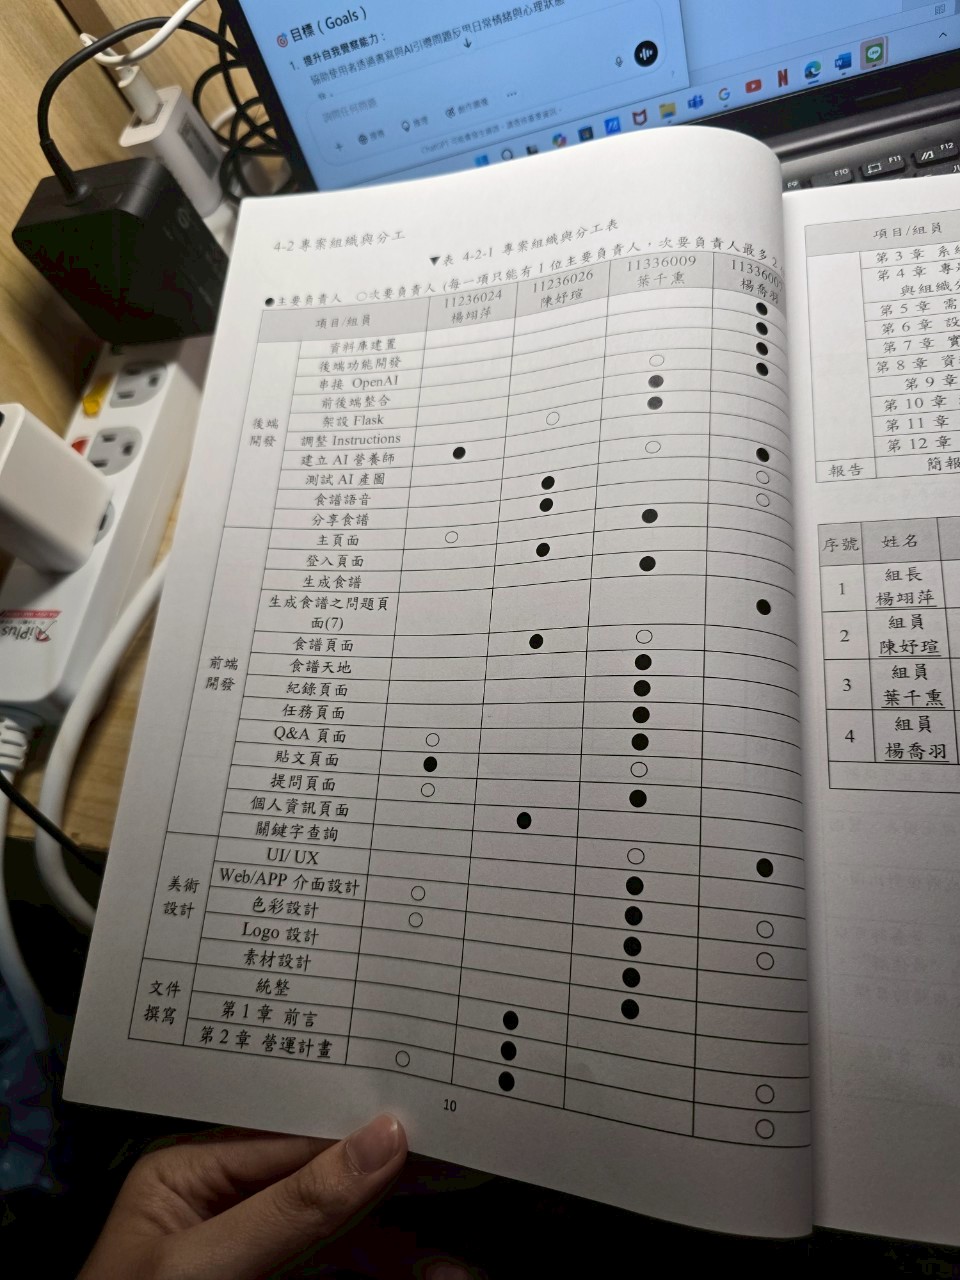 目標（Goals）
1. 提升自我覺察能力：
協助使用者透過書寫與AI引導問題反思日常情緒與心理狀態
詢問任何問題
F9
F10
F11
F12
4-2 專案組織與分工
▼表 4-2-1 專案組織與分工表
●主要負責人 ○次要負責人 (每一項只能有 1 位主要負責人，次要負責人最多 2
項目/組員 11236024 楊翊萍 11236026 陳妤瑄 11336009 葉千熏 楊喬羽
後端開發
資料庫建置 ●
後端功能開發 ●
串接 OpenAI ○ ●
前後端整合 ● ●
架設 Flask ○ ●
調整 Instructions
建立 AI 營養師 ● ○ ●
測試 AI 產圖 ● ○
食譜語音 ● ○
分享食譜 ●
前端開發
主頁面 ○ ●
登入頁面 ●
生成食譜
生成食譜之問題頁面(7) ●
食譜頁面 ● ○
食譜天地 ●
紀錄頁面 ●
任務頁面 ●
Q&A 頁面 ○ ●
貼文頁面 ● ○
提問頁面 ○ ●
個人資訊頁面 ●
關鍵字查詢 ○ ●
美術設計
UI/ UX ●
Web/APP 介面設計 ○ ● ○
色彩設計 ○ ● ○
Logo 設計 ●
素材設計 ●
文件撰寫
統整 ●
第 1 章 前言 ● ○
第 2 章 營運計畫 ○ ● ○
10
項目/組員
第 3 章 系
第 4 章 專
與組織分
第 5 章 需
第 6 章 設
第 7 章 實
第 8 章 資
第 9 章
第 10 章
第 11 章
第 12 章
報告 簡報
序號 姓名
1 組長 楊翊萍
2 組員 陳妤瑄
3 組員 葉千熏
4 組員 楊喬羽